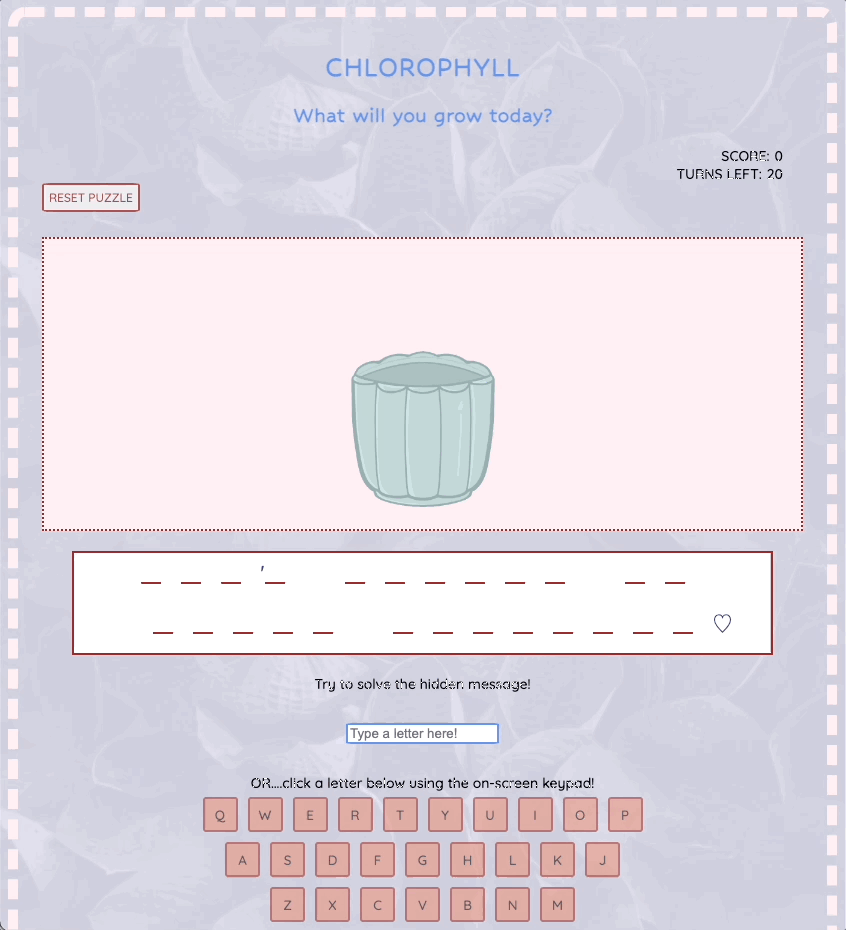 CHLOROPHYLL
What will you grow today?
SCORE: 0
TURNS LEFT: 20
RESET PUZZLE
_ _ _ ' _   _ _ _ _ _ _   _ _
_ _ _ _ _   _ _ _ _ _ _ _ _ ♡
Try to solve the hidden message!
Type a letter here!
OR....click a letter below using the on-screen keypad!
Q W E R T Y U I O P
A S D F G H L K J
Z X C V B N M